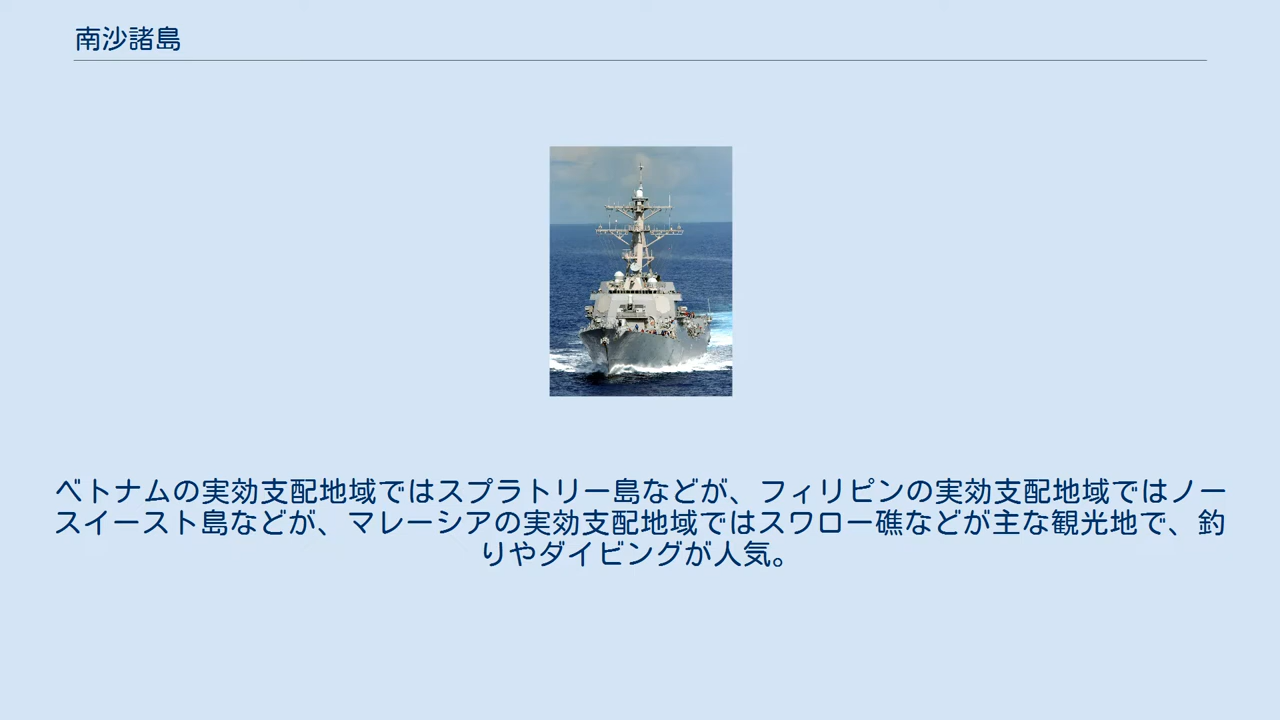 南沙諸島
ベトナムの実効支配地域ではスプラトリー島などが、フィリピンの実効支配地域ではノー
スイースト島などが、マレーシアの実効支配地域ではスワロー礁などが主な観光地で、釣
りやダイビングが人気。